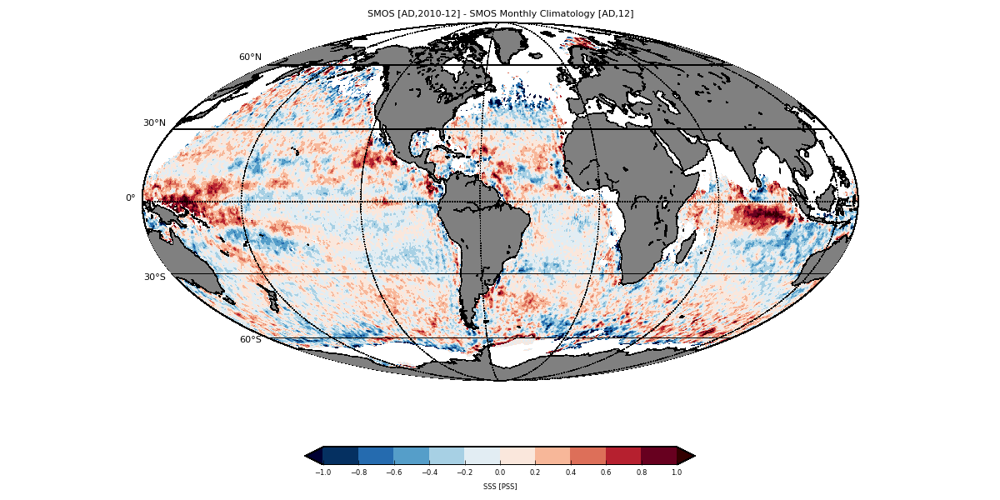 SMOS [AD,2010-12] - SMOS Monthly Climatology [AD,12]
60°N
30°N
0°
30°S
60°S
−1.0 −0.8 −0.6 −0.4 −0.2 0.0 0.2 0.4 0.6 0.8 1.0
SSS [PSS]